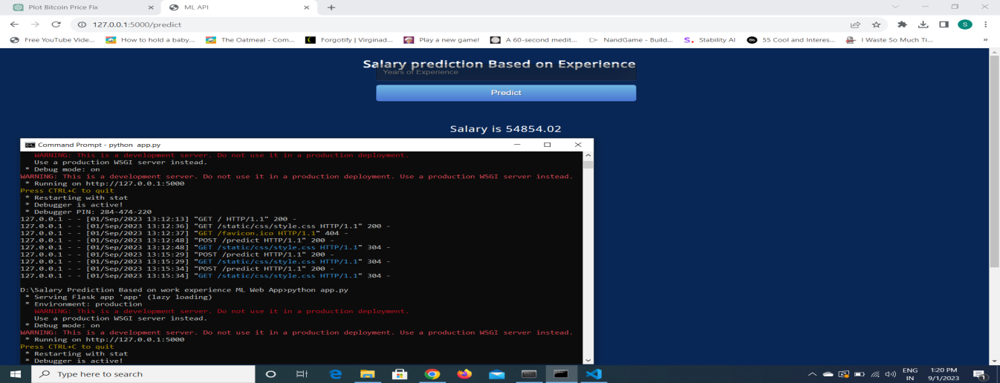 Plot Bitcoin Price Fix
ML API
127.0.0.1:5000/predict
S
Free YouTube Vide...
How to hold a baby...
The Oatmeal - Com...
Forgotify | Virginad...
Play a new game!
A 60-second medit...
NandGame - Build...
S. Stability AI
Bb 55 Cool and Interes...
I Waste So Much Ti...
»
Salary prediction Based on Experience
Years of Experience
Predict
Salary is 54854.02
Command Prompt - python app.py
WARNING: This is a development server. Do not use it in a production deployment.
Use a production WSGI server instead.
* Debug mode: on
WARNING: This is a development server. Do not use it in a production deployment. Use a production WSGI server instead.
* Running on http://127.0.0.1:5000
Press CTRL+C to quit
* Restarting with stat
* Debugger is active!
* Debugger PIN: 284-474-220
127.0.0.1 - - [01/Sep/2023 13:12:13] "GET / HTTP/1.1" 200 -
127.0.0.1 - - [01/Sep/2023 13:12:36] "GET /static/css/style.css HTTP/1.1" 200 -
127.0.0.1 - - [01/Sep/2023 13:12:37] "GET /favicon.ico HTTP/1.1" 404 -
127.0.0.1 - - [01/Sep/2023 13:12:48] "POST /predict HTTP/1.1" 200 -
127.0.0.1 - - [01/Sep/2023 13:12:48] "GET /static/css/style.css HTTP/1.1" 304 -
127.0.0.1 - - [01/Sep/2023 13:15:29] "POST /predict HTTP/1.1" 200 -
127.0.0.1 - - [01/Sep/2023 13:15:29] "GET /static/css/style.css HTTP/1.1" 304 -
127.0.0.1 - - [01/Sep/2023 13:15:34] "POST /predict HTTP/1.1" 200 -
127.0.0.1 - - [01/Sep/2023 13:15:34] "GET /static/css/style.css HTTP/1.1" 304 -
D:\Salary Prediction Based on work experience ML Web App>python app.py
* Serving Flask app 'app' (lazy loading)
* Environment: production
WARNING: This is a development server. Do not use it in a production deployment.
Use a production WSGI server instead.
* Debug mode: on
WARNING: This is a development server. Do not use it in a production deployment. Use a production WSGI server instead.
* Running on http://127.0.0.1:5000
Press CTRL+C to quit
* Restarting with stat
* Debugger is active!
Type here to search
ENG
IN
1:20 PM
9/1/2023
1